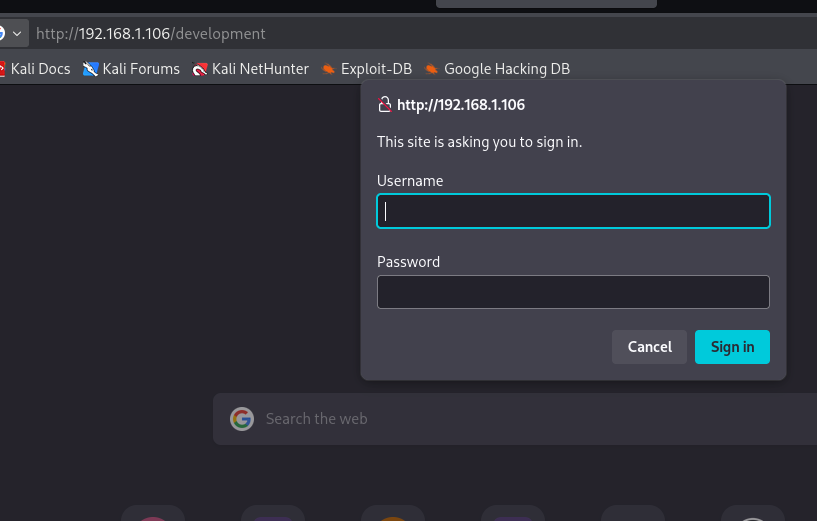 http://192.168.1.106/development
Kali Docs Kali Forums Kali NetHunter Exploit-DB Google Hacking DB
http://192.168.1.106
This site is asking you to sign in.
Username
Password
Cancel Sign in
Search the web